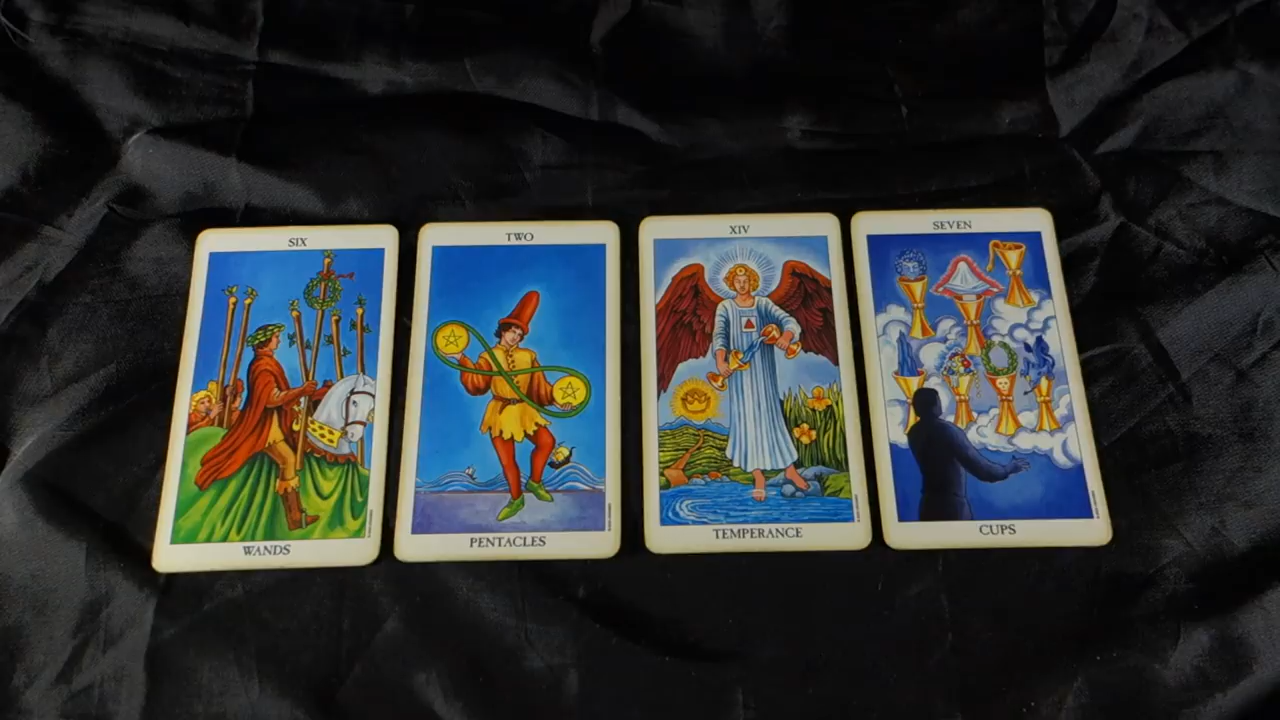 SIX
WANDS
TWO
PENTACLES
XIV
TEMPERANCE
SEVEN
CUPS